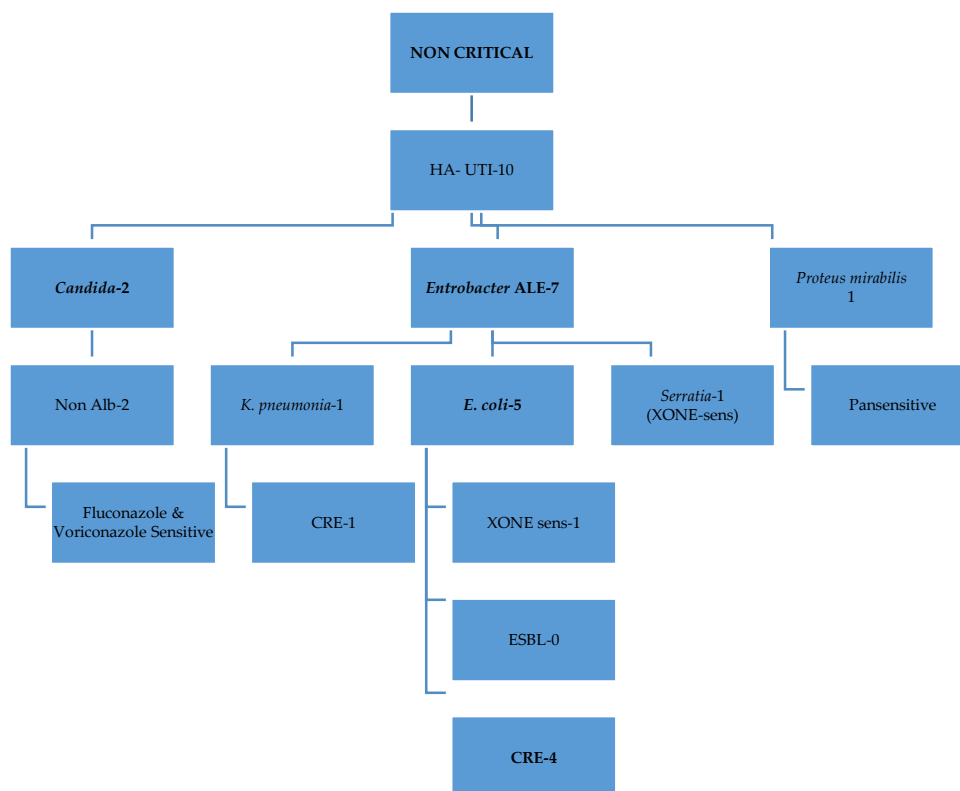 NON CRITICAL
HA- UTI-10
Candida-2
Entrobacter ALE-7
Proteus mirabilis
1
Non Alb-2
K. pneumonia-1
E. coli-5
Serratia-1
(XONE-sens)
Pansensitive
Fluconazole &
Voriconazole Sensitive
CRE-1
XONE sens-1
ESBL-0
CRE-4